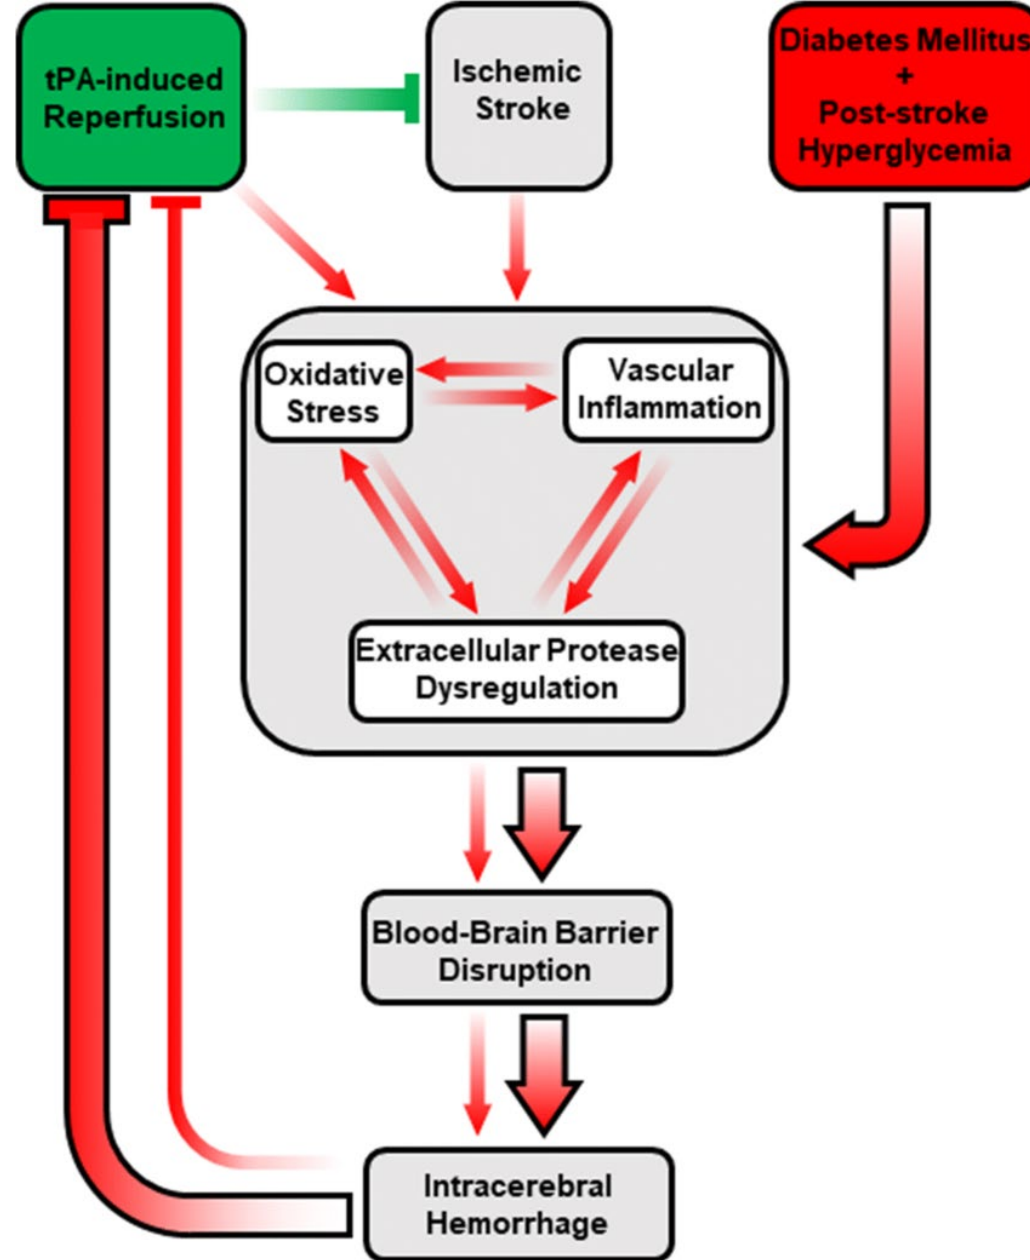 tPA-induced
Reperfusion
Ischemic
Stroke
Diabetes Mellitus
+
Post-stroke
Hyperglycemia
Oxidative
Stress
Vascular
Inflammation
Extracellular Protease
Dysregulation
Blood-Brain Barrier
Disruption
Intracerebral
Hemorrhage